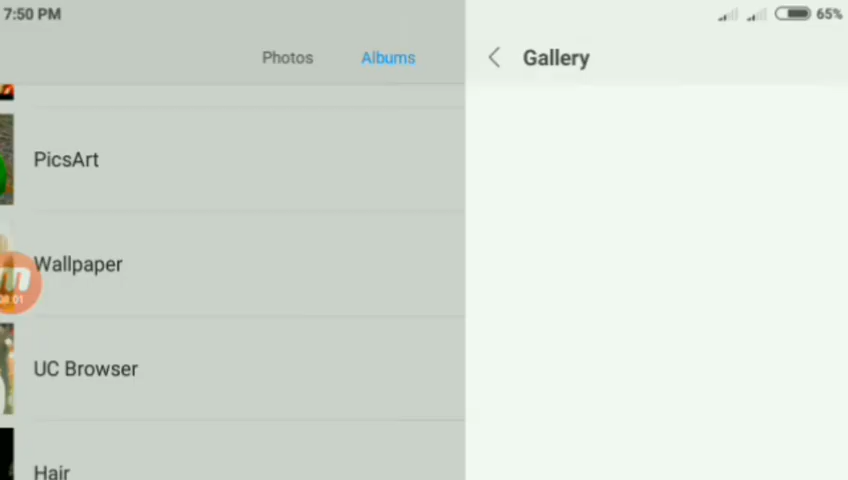 7:50 PM
65%
Photos
Albums
Gallery
PicsArt
Wallpaper
UC Browser
Hair